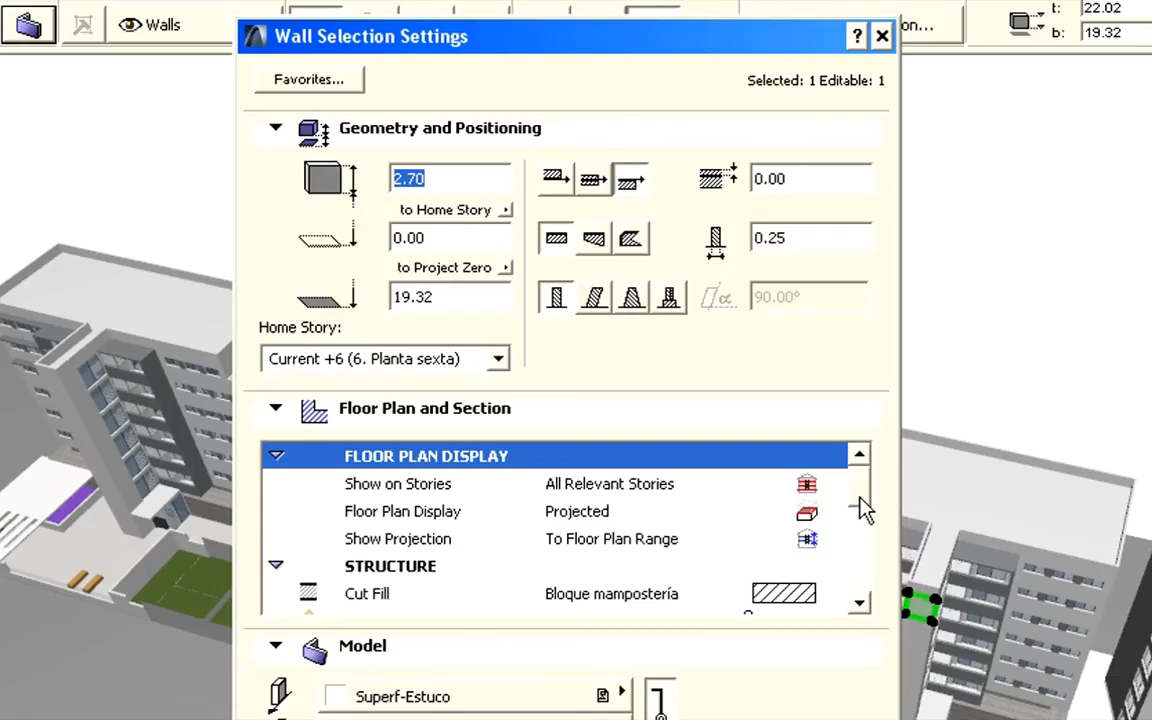 Walls
on...
t:
22.02
b:
19.32
Wall Selection Settings
?
Favorites...
Selected: 1 Editable: 1
Geometry and Positioning
2.70
0.00
to Home Story
0.00
0.25
to Project Zero
19.32
α
90.00°
Home Story:
Current +6 (6. Planta sexta)
Floor Plan and Section
FLOOR PLAN DISPLAY
Show on Stories All Relevant Stories
Floor Plan Display Projected
Show Projection To Floor Plan Range
STRUCTURE
Cut Fill Bloque mampostería
Model
Superf-Estuco